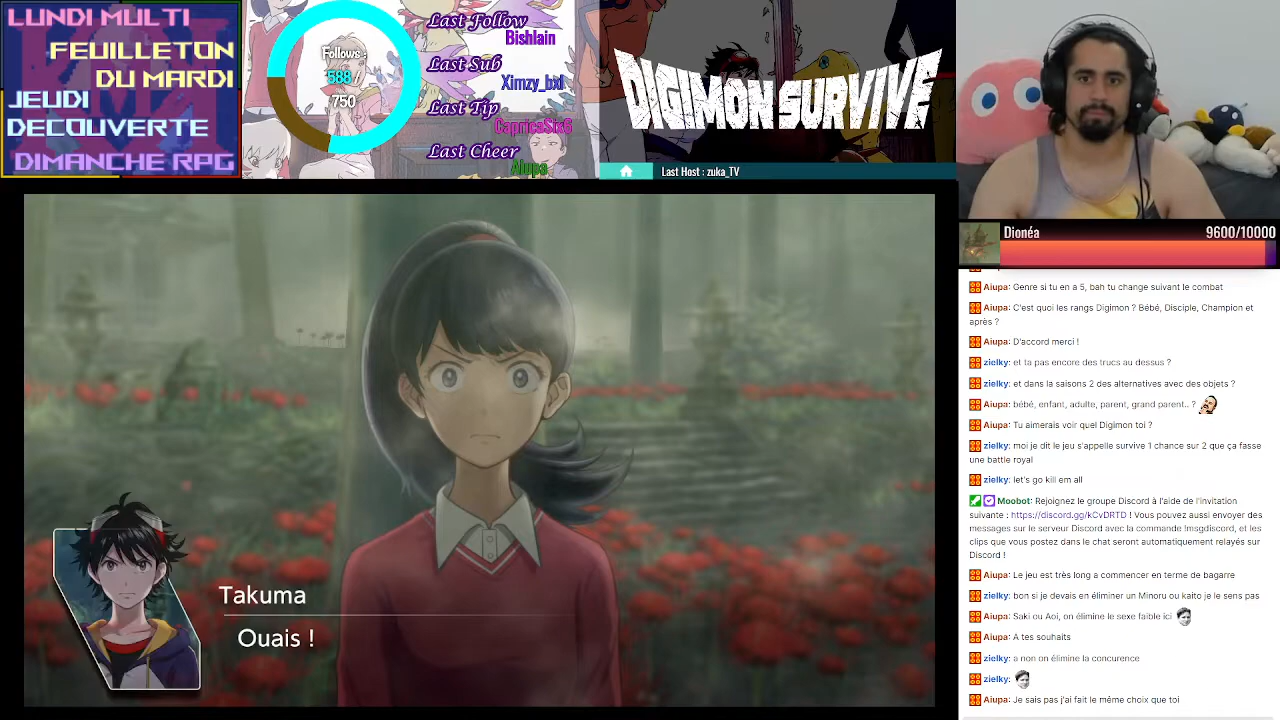 LUNDI MULTI
FEUILLETON
DU MARDI
JEUDI
DECOUVERTE
DIMANCHE RPG
Follows :
588 /
750
Last Follow
Bishlain
Last Sub
Ximzy_bxl
Last Tip
CapricaSix6
Last Cheer
Aiupa
DIGIMON SURVIVE
Last Host : zuka_TV
Dionéa 9600/10000
Aiupa: Genre si tu en a 5, bah tu change suivant le combat
Aiupa: C'est quoi les rangs Digimon ? Bébé, Disciple, Champion et
après ?
Aiupa: D'accord merci !
zielky: et ta pas encore des trucs au dessus ?
zielky: et dans la saisons 2 des alternatives avec des objets ?
Aiupa: bébé, enfant, adulte, parent, grand parent.. ?
Aiupa: Tu aimerais voir quel Digimon toi ?
zielky: moi je dit le jeu s'appelle survive 1 chance sur 2 que ça fasse
une battle royal
zielky: let's go kill em all
Moobot: Rejoignez le groupe Discord à l'aide de l'invitation
suivante : https://discord.gg/kCvDRTD ! Vous pouvez aussi envoyer des
messages sur le serveur Discord avec la commande !msgdiscord, et les
clips que vous postez dans le chat seront automatiquement relayés sur
Discord !
Aiupa: Le jeu est très long a commencer en terme de bagarre
zielky: bon si je devais en éliminer un Minoru ou kaito je le sens pas
Aiupa: Saki ou Aoi, on élimine le sexe faible ici
Aiupa: A tes souhaits
zielky: a non on élimine la concurence
zielky:
Aiupa: Je sais pas j'ai fait le même choix que toi
Takuma
Ouais !